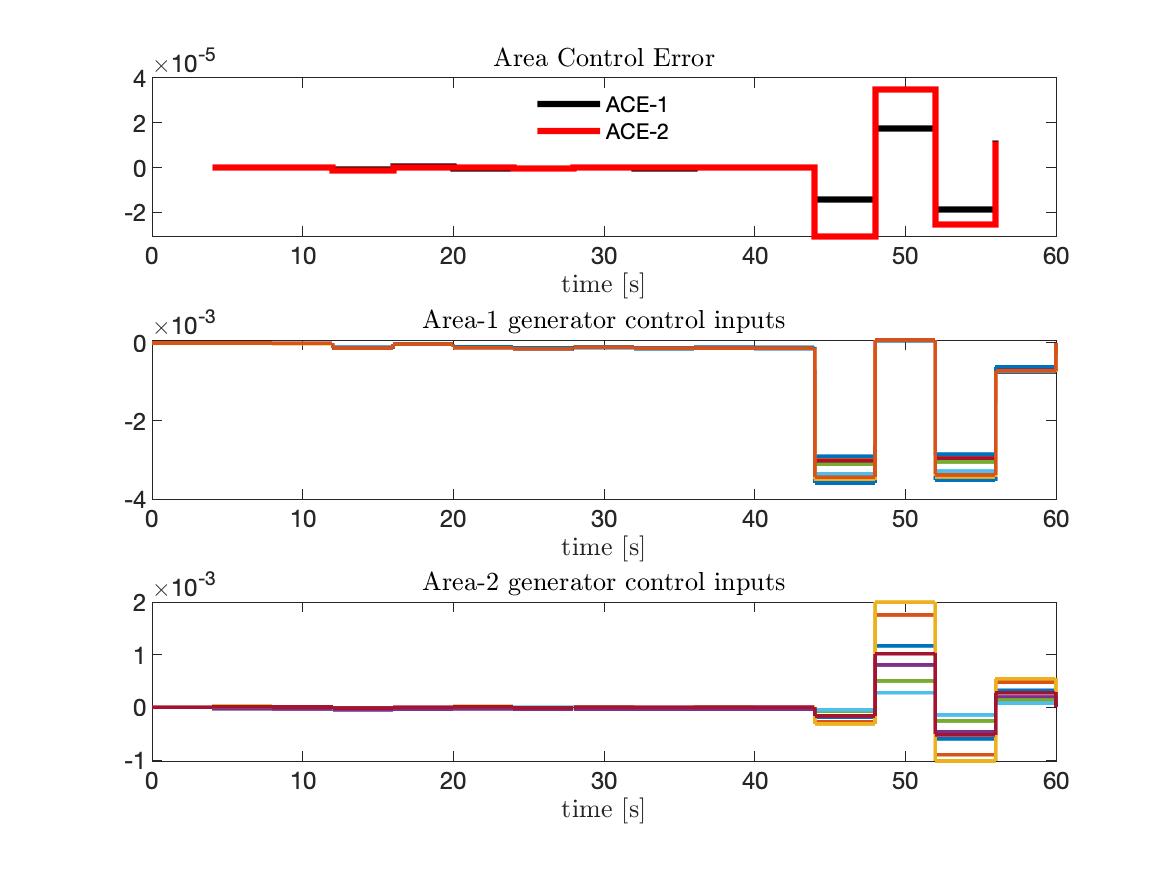 Area Control Error
×10-5
4
2
0
-2
ACE-1
ACE-2
0 10 20 30 40 50 60
time [s]
Area-1 generator control inputs
×10-3
0
-2
-4
0 10 20 30 40 50 60
time [s]
Area-2 generator control inputs
×10-3
2
1
0
-1
0 10 20 30 40 50 60
time [s]